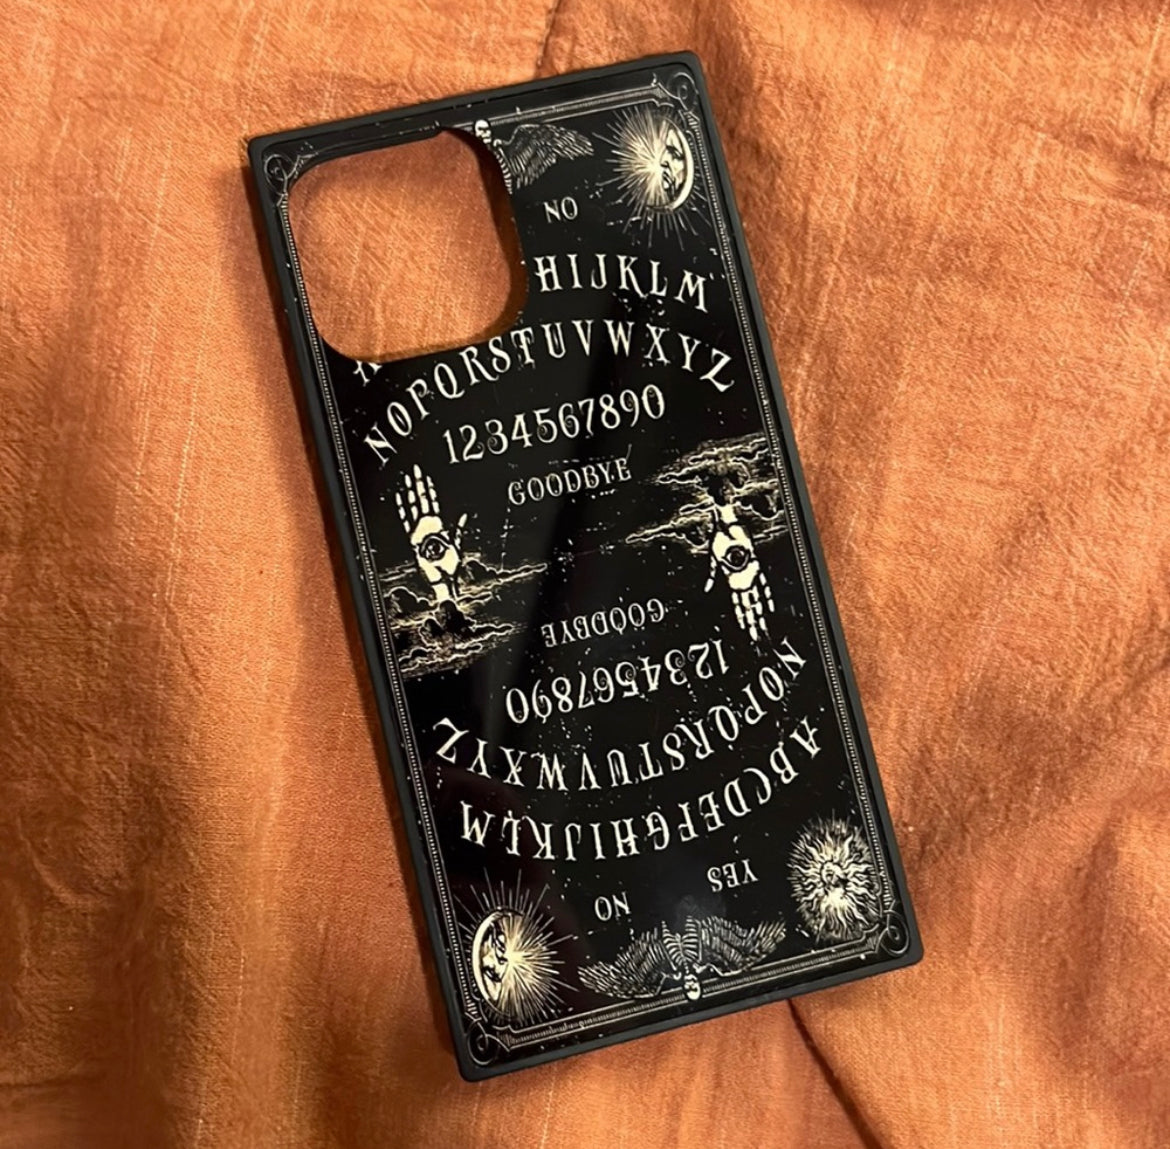 NO
HIJKLM
NOPQRSTUVWXYZ
1234567890
GOODBYE
GOODBYE
1234567890
NOPQRSTUVWXYZ
ABCDEFGHIJKLM
YES
NO